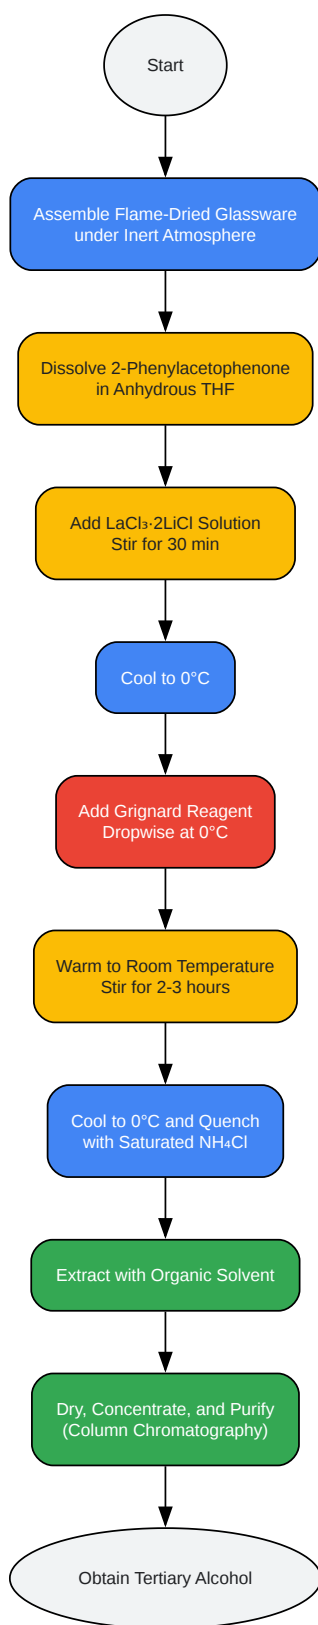 Start
Assemble Flame-Dried Glassware
under Inert Atmosphere
Dissolve 2-Phenylacetophenone
in Anhydrous THF
Add LaCl₃·2LiCl Solution
Stir for 30 min
Cool to 0°C
Add Grignard Reagent
Dropwise at 0°C
Warm to Room Temperature
Stir for 2-3 hours
Cool to 0°C and Quench
with Saturated NH₄Cl
Extract with Organic Solvent
Dry, Concentrate, and Purify
(Column Chromatography)
Obtain Tertiary Alcohol